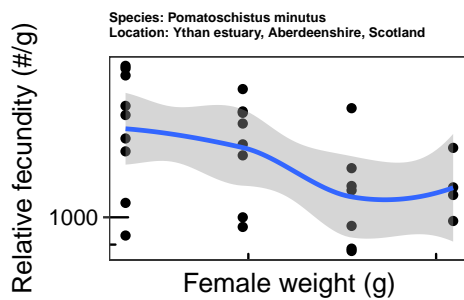 Species: Pomatoschistus minutus
Location: Ythan estuary, Aberdeenshire, Scotland
Relative fecundity (#/g)
1000
Female weight (g)